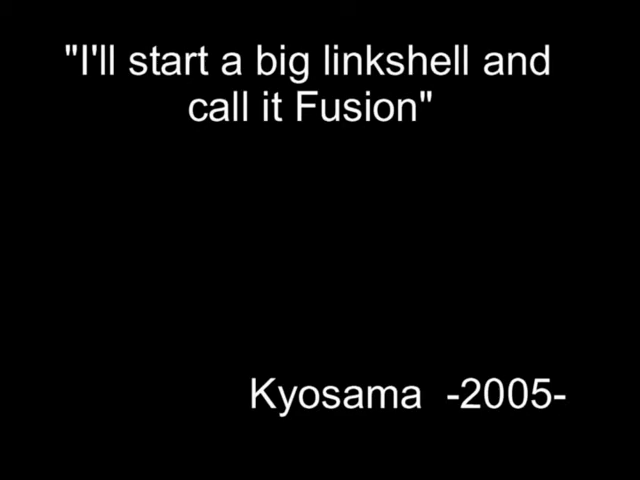 "I'll start a big linkshell and
call it Fusion"
Kyosama -2005-